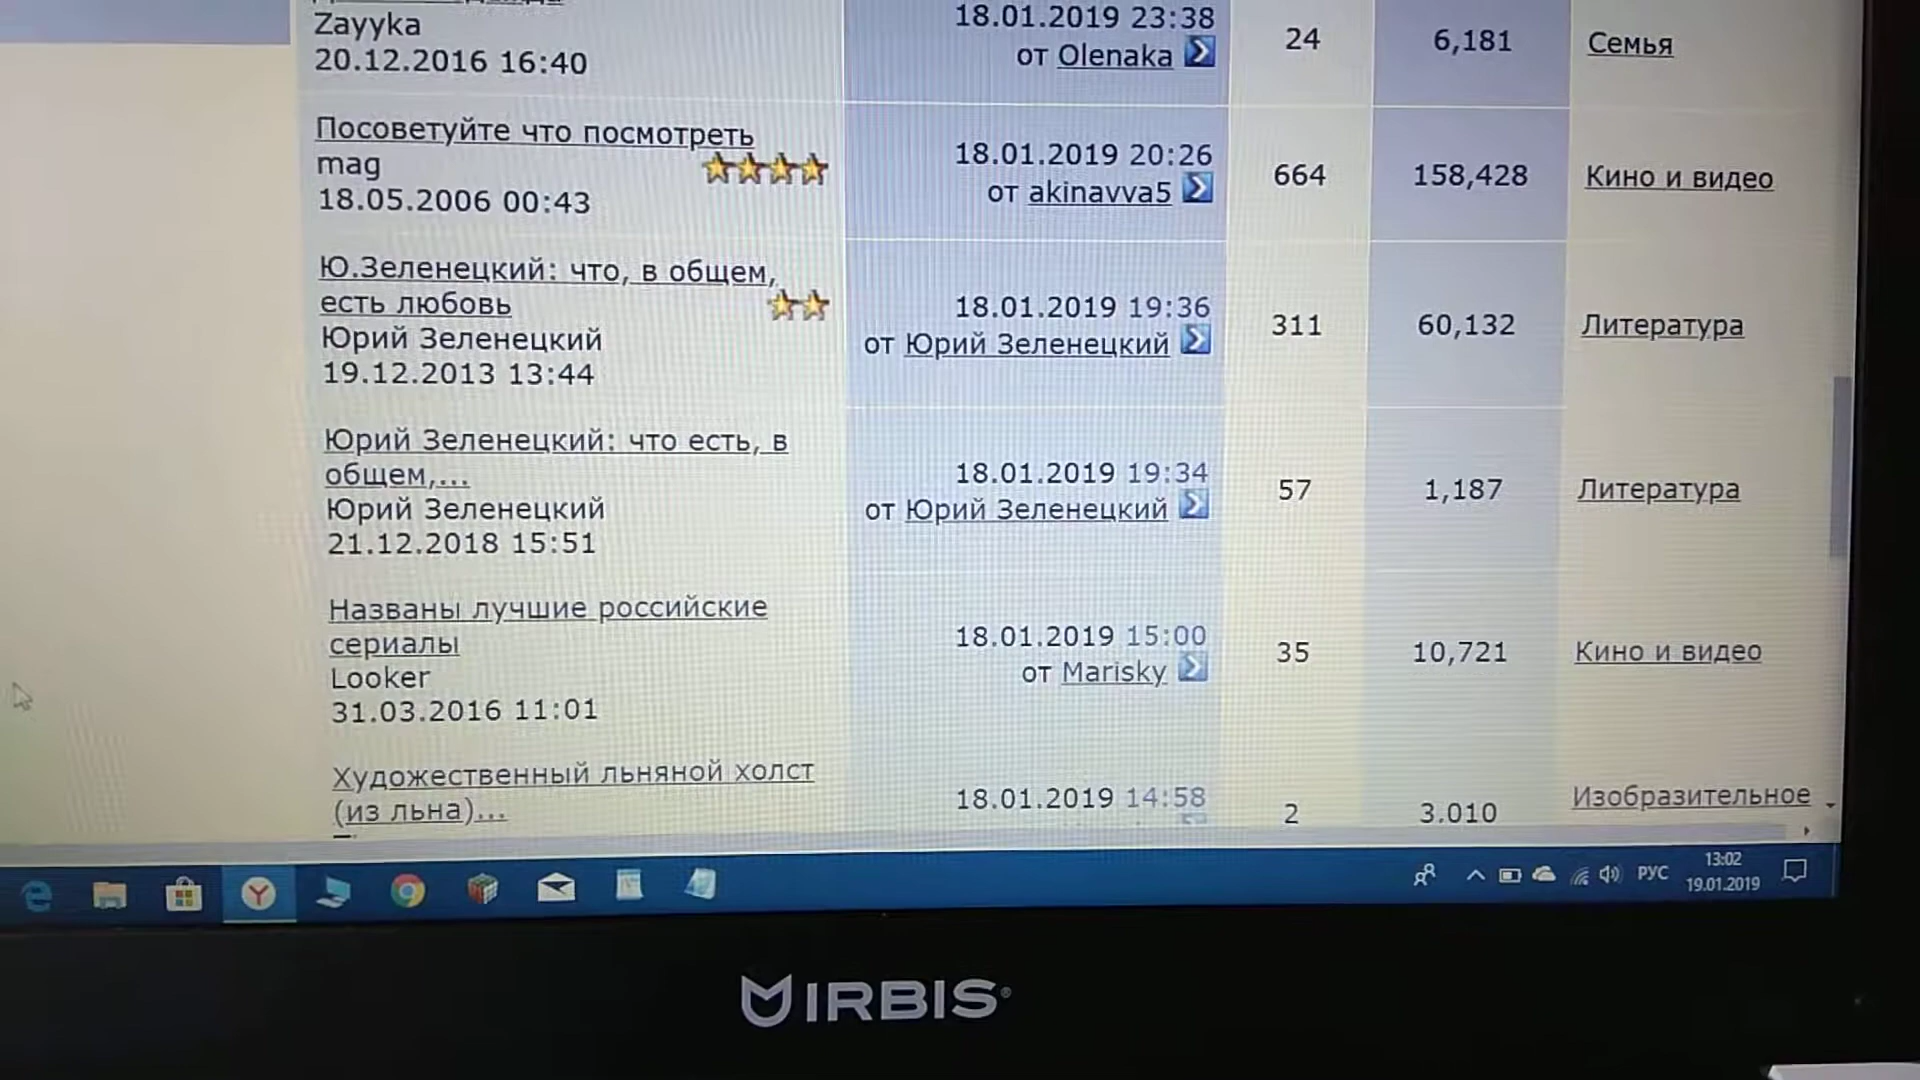 Zayyka
20.12.2016 16:40
18.01.2019 23:38
от Olenaka
24
6,181
Семья
Посоветуйте что посмотреть
mag
18.05.2006 00:43
18.01.2019 20:26
от akinavva5
664
158,428
Кино и видео
Ю.Зеленецкий: что, в общем,
есть любовь
Юрий Зеленецкий
19.12.2013 13:44
18.01.2019 19:36
от Юрий Зеленецкий
311
60,132
Литература
Юрий Зеленецкий: что есть, в
общем,...
Юрий Зеленецкий
21.12.2018 15:51
18.01.2019 19:34
от Юрий Зеленецкий
57
1,187
Литература
Названы лучшие российские
сериалы
Looker
31.03.2016 11:01
18.01.2019 15:00
от Marisky
35
10,721
Кино и видео
Художественный льняной холст
(из льна)...
18.01.2019 14:58
2
3,010
Изобразительное
РУС
13:02
19.01.2019
IRBIS